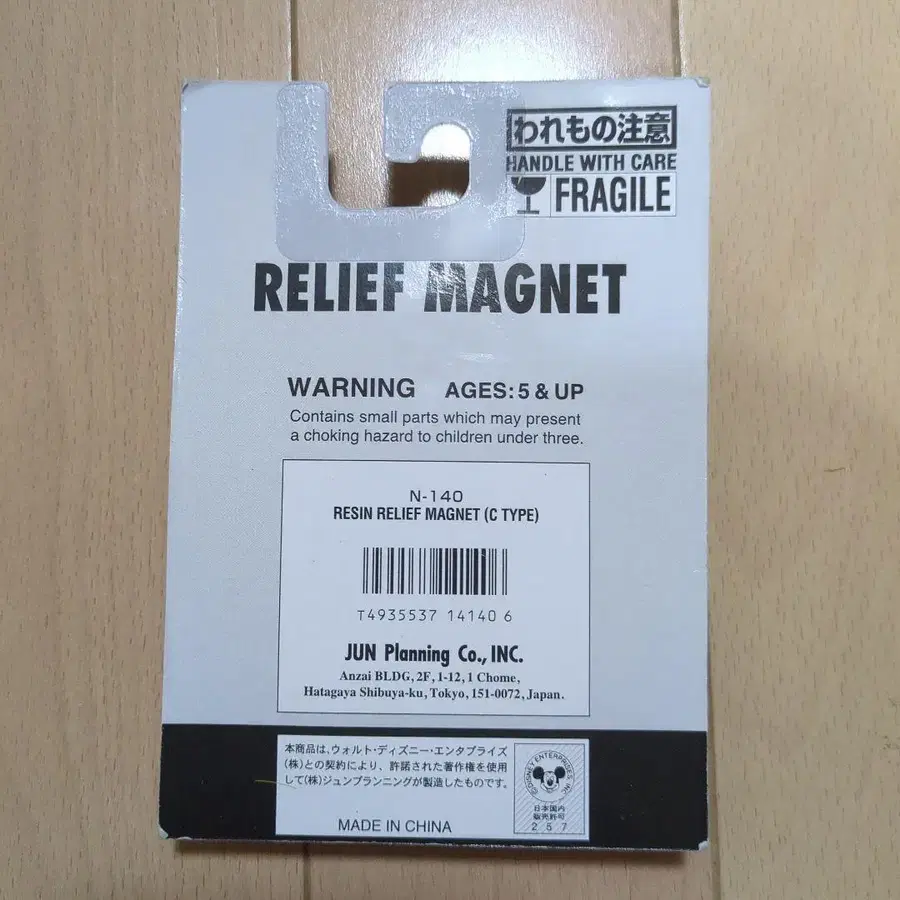 われもの注意
HANDLE WITH CARE
FRAGILE
RELIEF MAGNET
WARNING AGES: 5 & UP
Contains small parts which may present
a choking hazard to children under three.
N-140
RESIN RELIEF MAGNET (C TYPE)
T4935537 14140 6
JUN Planning Co., INC.
Anzai BLDG, 2F, 1-12, 1 Chome,
Hatagaya Shibuya-ku, Tokyo, 151-0072, Japan.
本商品は、ウォルト・ディズニー・エンタプライズ
(株)との契約により、許諾された著作権を使用
して(株)ジュンプランニングが製造したものです。
MADE IN CHINA
©DISNEY ENTERPRISES, INC.
日本国内
販売許可
257